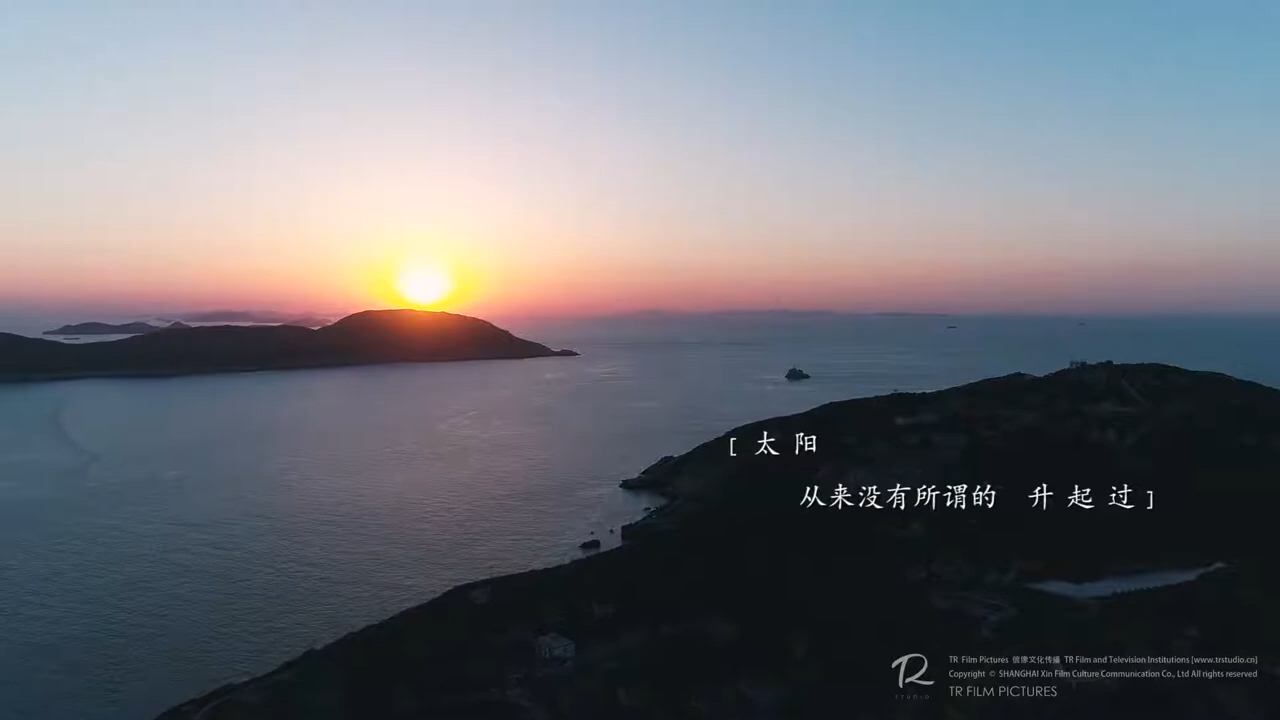 [ 太 阳
从来没有所谓的 升 起 过 ]
R
STUDIO
TR Film Pictures 信像文化传媒 TR Film and Television Institutions [www.trstudio.cn]
Copyright © SHANGHAI Xin Film Culture Communication Co., Ltd All rights reserved
TR FILM PICTURES